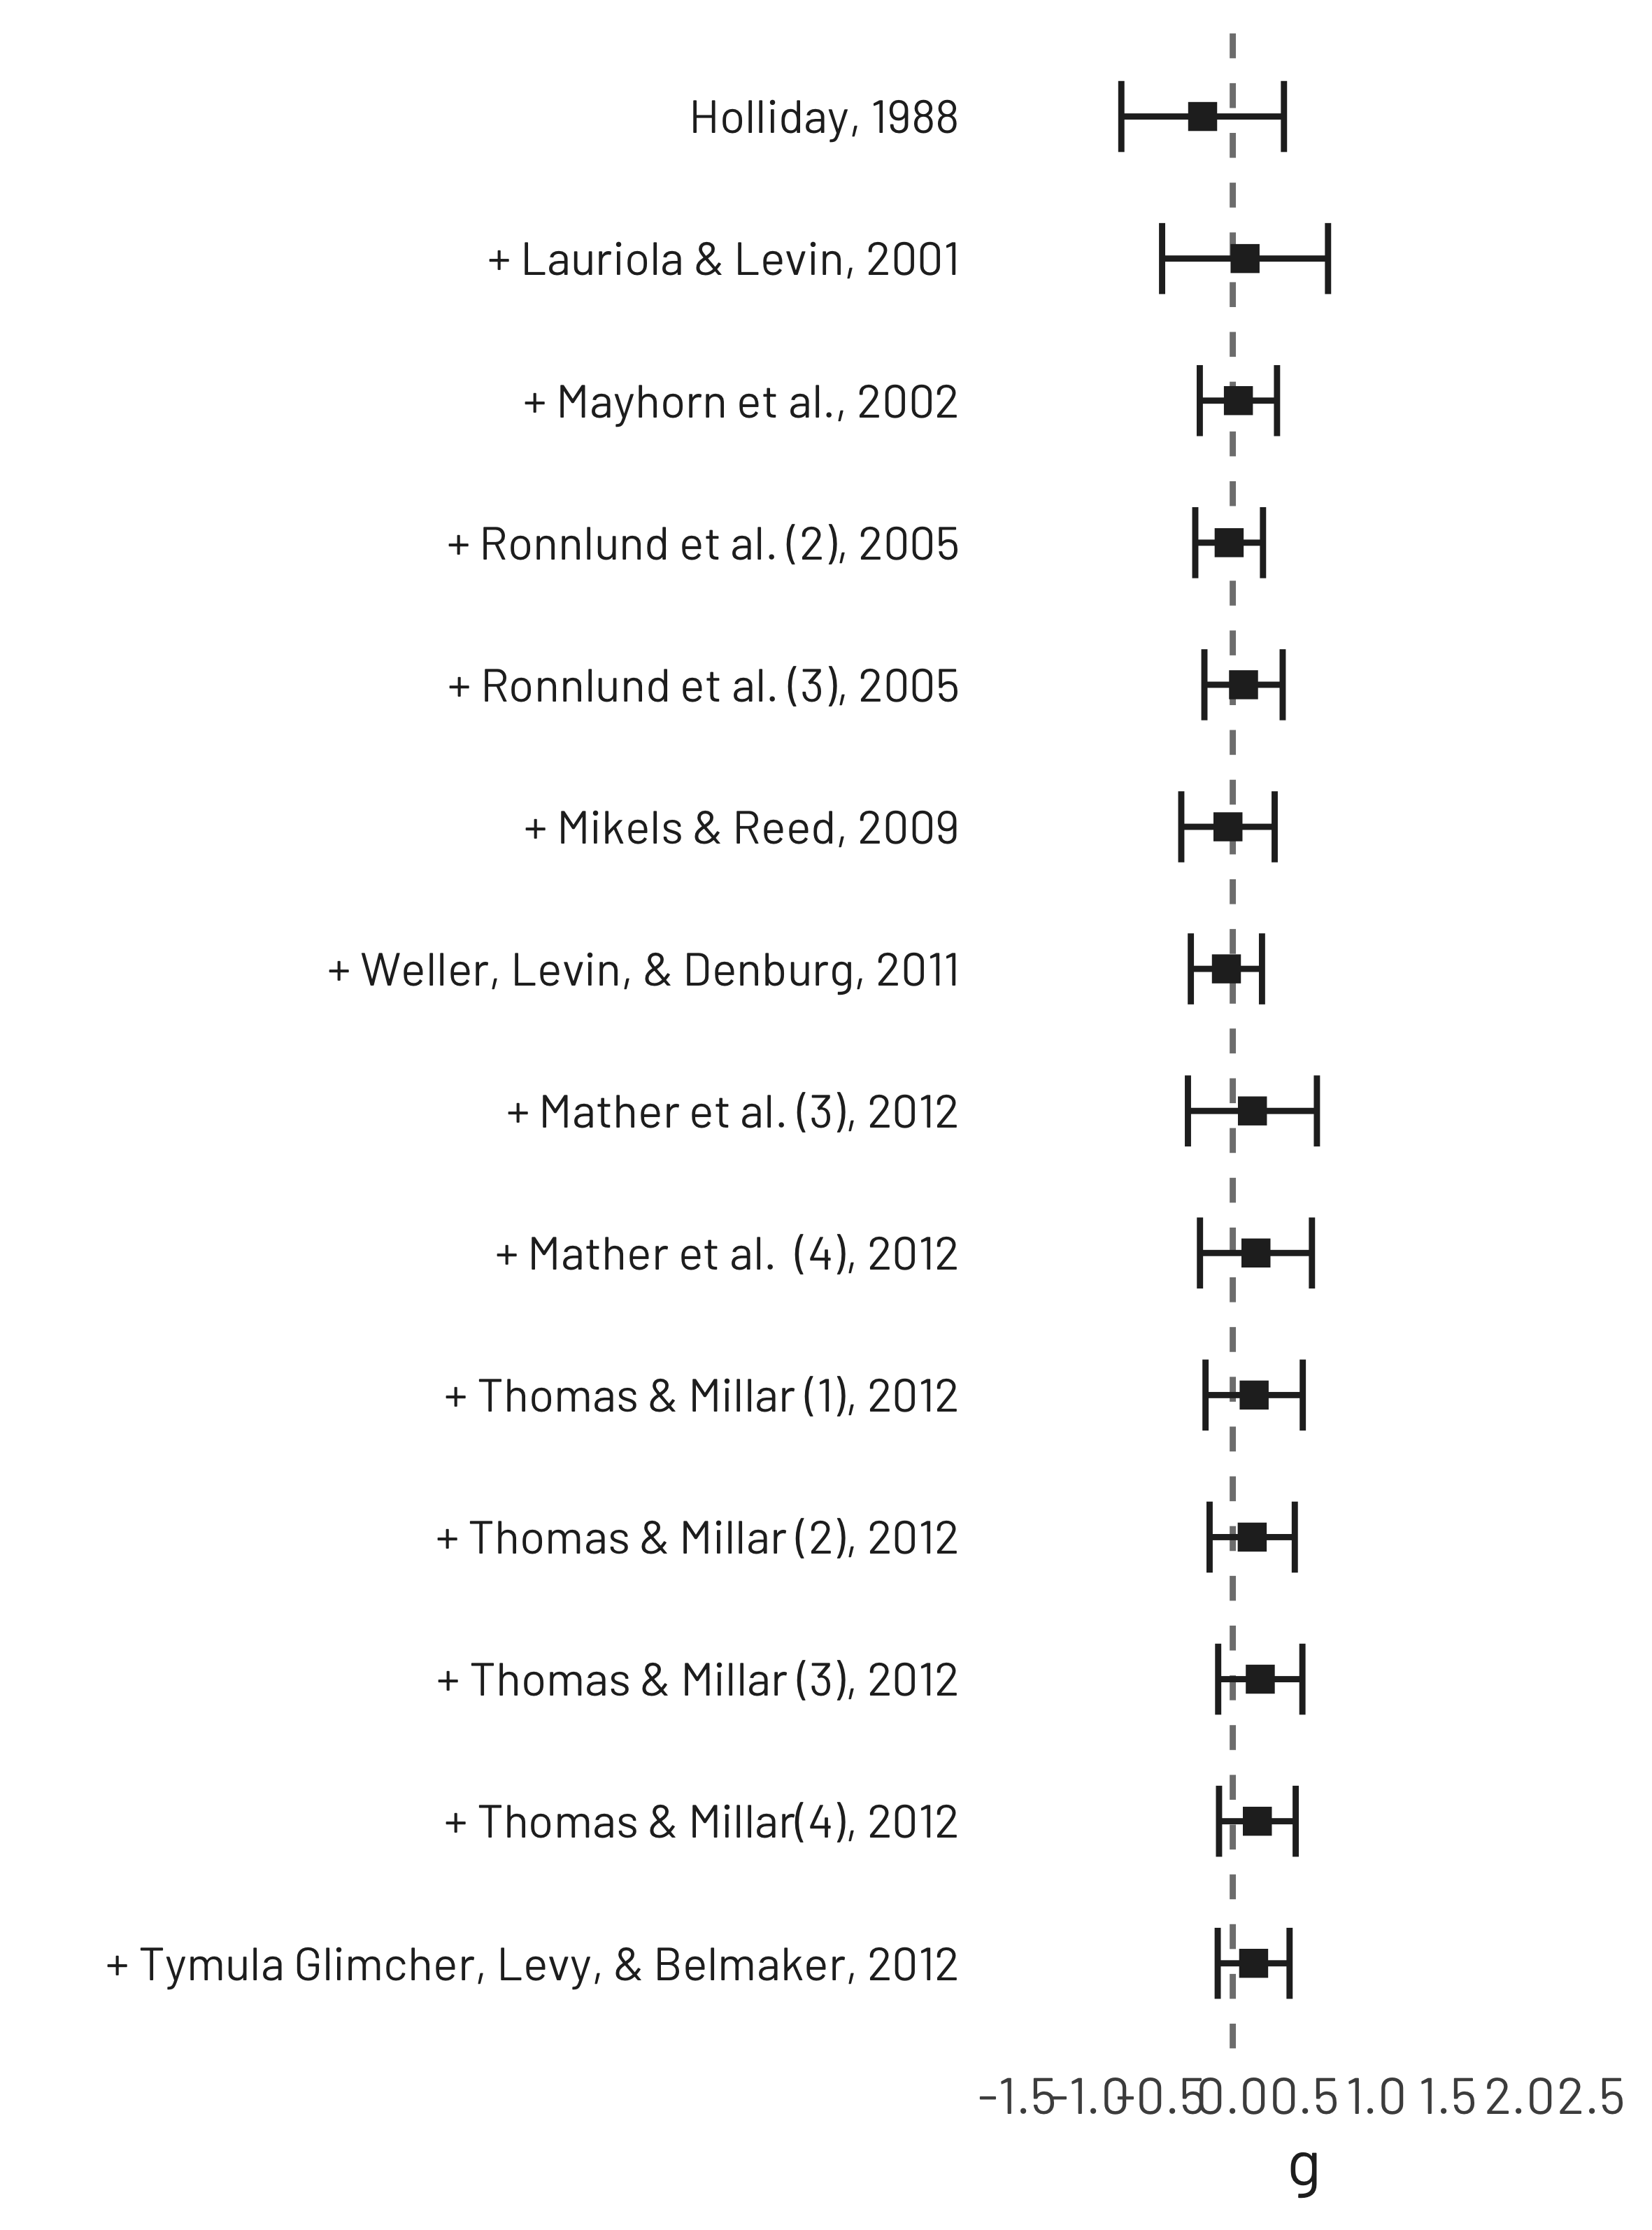 Holliday, 1988
+ Lauriola & Levin, 2001
+ Mayhorn et al., 2002
+ Ronnlund et al. (2), 2005
+ Ronnlund et al. (3), 2005
+ Mikels & Reed, 2009
+ Weller, Levin, & Denburg, 2011
+ Mather et al. (3), 2012
+ Mather et al. (4), 2012
+ Thomas & Millar (1), 2012
+ Thomas & Millar (2), 2012
+ Thomas & Millar (3), 2012
+ Thomas & Millar(4), 2012
+ Tymula Glimcher, Levy, & Belmaker, 2012
-1.5 -1.0 -0.5 0.0 0.5 1.0 1.5 2.0 2.5
g